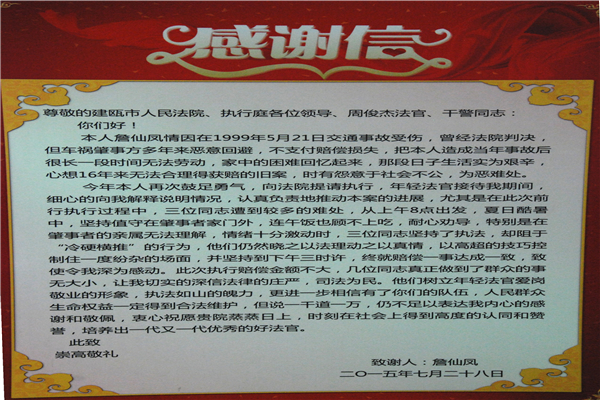 感谢信
尊敬的建瓯市人民法院、执行庭各位领导、周俊杰法官、干警同志：
你们好！
本人詹仙凤情因在1999年5月21日交通事故受伤，曾经法院判决，
但车祸肇事方多年来恶意回避，不支付赔偿损失，把本人造成当年事故后
很长一段时间无法劳动，家中的困难回忆起来，那段日子生活实为艰辛，
心想16年来无法合理得获赔的旧案，时有怨意于社会不公，为恶难处。
今年本人再次鼓足勇气，向法院提请执行，年轻法官接待我期间，
细心的向我解释说明情况，认真负责地推动本案的进展，尤其是在此次前
行执行过程中，三位同志遭到较多的难处，从上午8点出发，夏日酷暑
中，坚持值守在肇事者家门外，连午饭也顾不上吃，耐心劝导，特别是在
肇事者的亲属无法理解，情绪十分激动时，三位同志坚持了执法，却阻于
“冷硬横推”的行为，他们仍然晓之以法理动之以真情，以高超的技巧控
制住一度纷杂的场面，并坚持到下午三时许，终就赔偿一事达成一致，致
使令我深为感动。此次执行赔偿金额不大，几位同志真正做到了群众的事
无大小，让我切实的深信法律的庄严，司法为民。他们树立年轻法官爱岗
敬业的形象，执法如山的魄力，更进一步相信有了你们的队伍，人民群众
生命权益一定得到合法维护，但说一千道一万，仍不足以表达我内心的感
谢和敬佩，衷心祝愿贵院蒸蒸日上，时刻在社会上得到高度的认同和赞
誉，培养出一代又一代优秀的好法官。
此致
崇高敬礼
致谢人：詹仙凤
二〇一五年七月二十八日